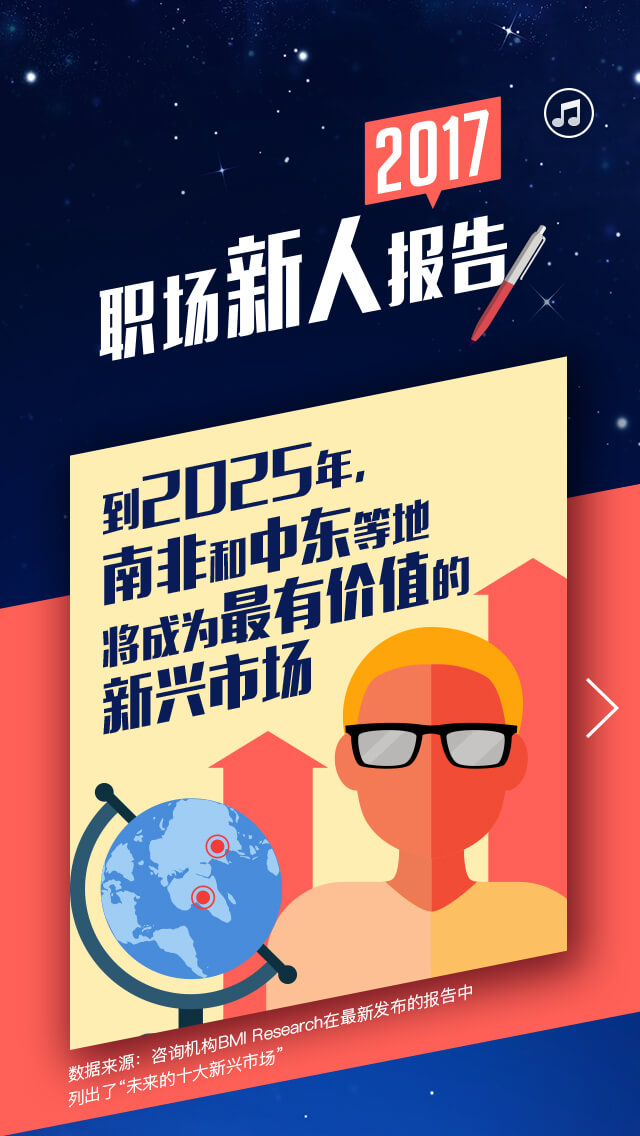 2017
职场新人报告
到2025年,
南非和中东等地
将成为最有价值的
新兴市场
数据来源：咨询机构BMI Research在最新发布的报告中
列出了“未来的十大新兴市场”